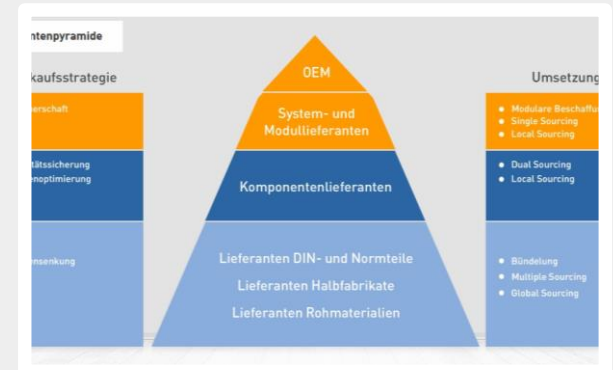 ntenpyramide
kaufsstrategie
erschaft
tätssicherung
enoptimierung
ensenkung
OEM
System- und
Modullieferanten
Komponentenlieferanten
Lieferanten DIN- und Normteile
Lieferanten Halbfabrikate
Lieferanten Rohmaterialien
Umsetzung
Modulare Beschaffu
Single Sourcing
Local Sourcing
Dual Sourcing
Local Sourcing
Bündelung
Multiple Sourcing
Global Sourcing